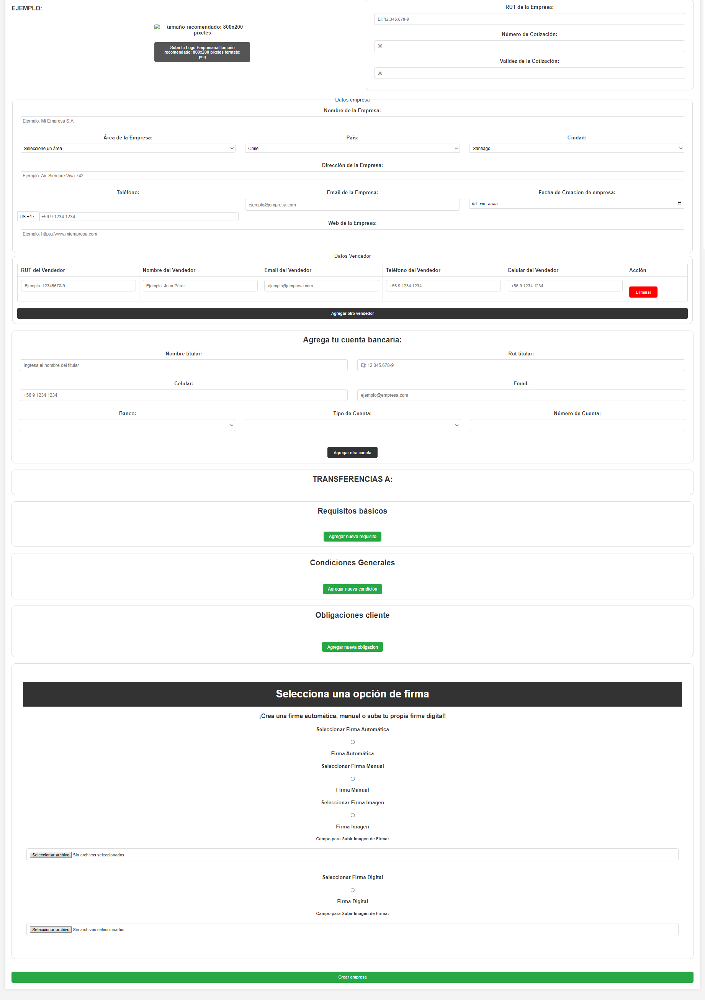 EJEMPLO:
tamaño recomendado: 800x200
pixeles
Sube tu Logo Empresarial tamaño
recomendado: 800x200 pixeles formato:
png
RUT de la Empresa:
Ej: 12.345.678-9
Número de Cotización:
30
Validez de la Cotización:
30
Datos empresa
Nombre de la Empresa:
Ejemplo: Mi Empresa S.A.
Área de la Empresa:
País:
Ciudad:
Seleccione un área
Chile
Santiago
Dirección de la Empresa:
Ejemplo: Av. Siempre Viva 742
Teléfono:
Email de la Empresa:
Fecha de Creacion de empresa:
ejemplo@empresa.com
dd-mm-aaaa
US +1
+56 9 1234 1234
Web de la Empresa:
Ejemplo: https://www.miempresa.com
Datos Vendedor
RUT del Vendedor
Nombre del Vendedor
Email del Vendedor
Teléfono del Vendedor
Celular del Vendedor
Acción
Ejemplo: 12345678-9
Ejemplo: Juan Pérez
ejemplo@empresa.com
+56 9 1234 1234
+56 9 1234 1234
Eliminar
Agregar otro vendedor
Agrega tu cuenta bancaria:
Nombre titular:
Rut titular:
Ingresa el nombre del titular
Ej: 12.345.678-9
Celular:
Email:
+56 9 1234 1234
ejemplo@empresa.com
Banco:
Tipo de Cuenta:
Número de Cuenta:
Agregar otra cuenta
TRANSFERENCIAS A:
Requisitos básicos
Agregar nuevo requisito
Condiciones Generales
Agregar nueva condición
Obligaciones cliente
Agregar nueva obligacion
Selecciona una opción de firma
¡Crea una firma automática, manual o sube tu propia firma digital!
Seleccionar Firma Automática
Firma Automática
Seleccionar Firma Manual
Firma Manual
Seleccionar Firma Imagen
Firma Imagen
Campo para Subir Imagen de Firma:
Seleccionar archivo Sin archivos seleccionados
Seleccionar Firma Digital
Firma Digital
Campo para Subir Imagen de Firma:
Seleccionar archivo Sin archivos seleccionados
Crear empresa